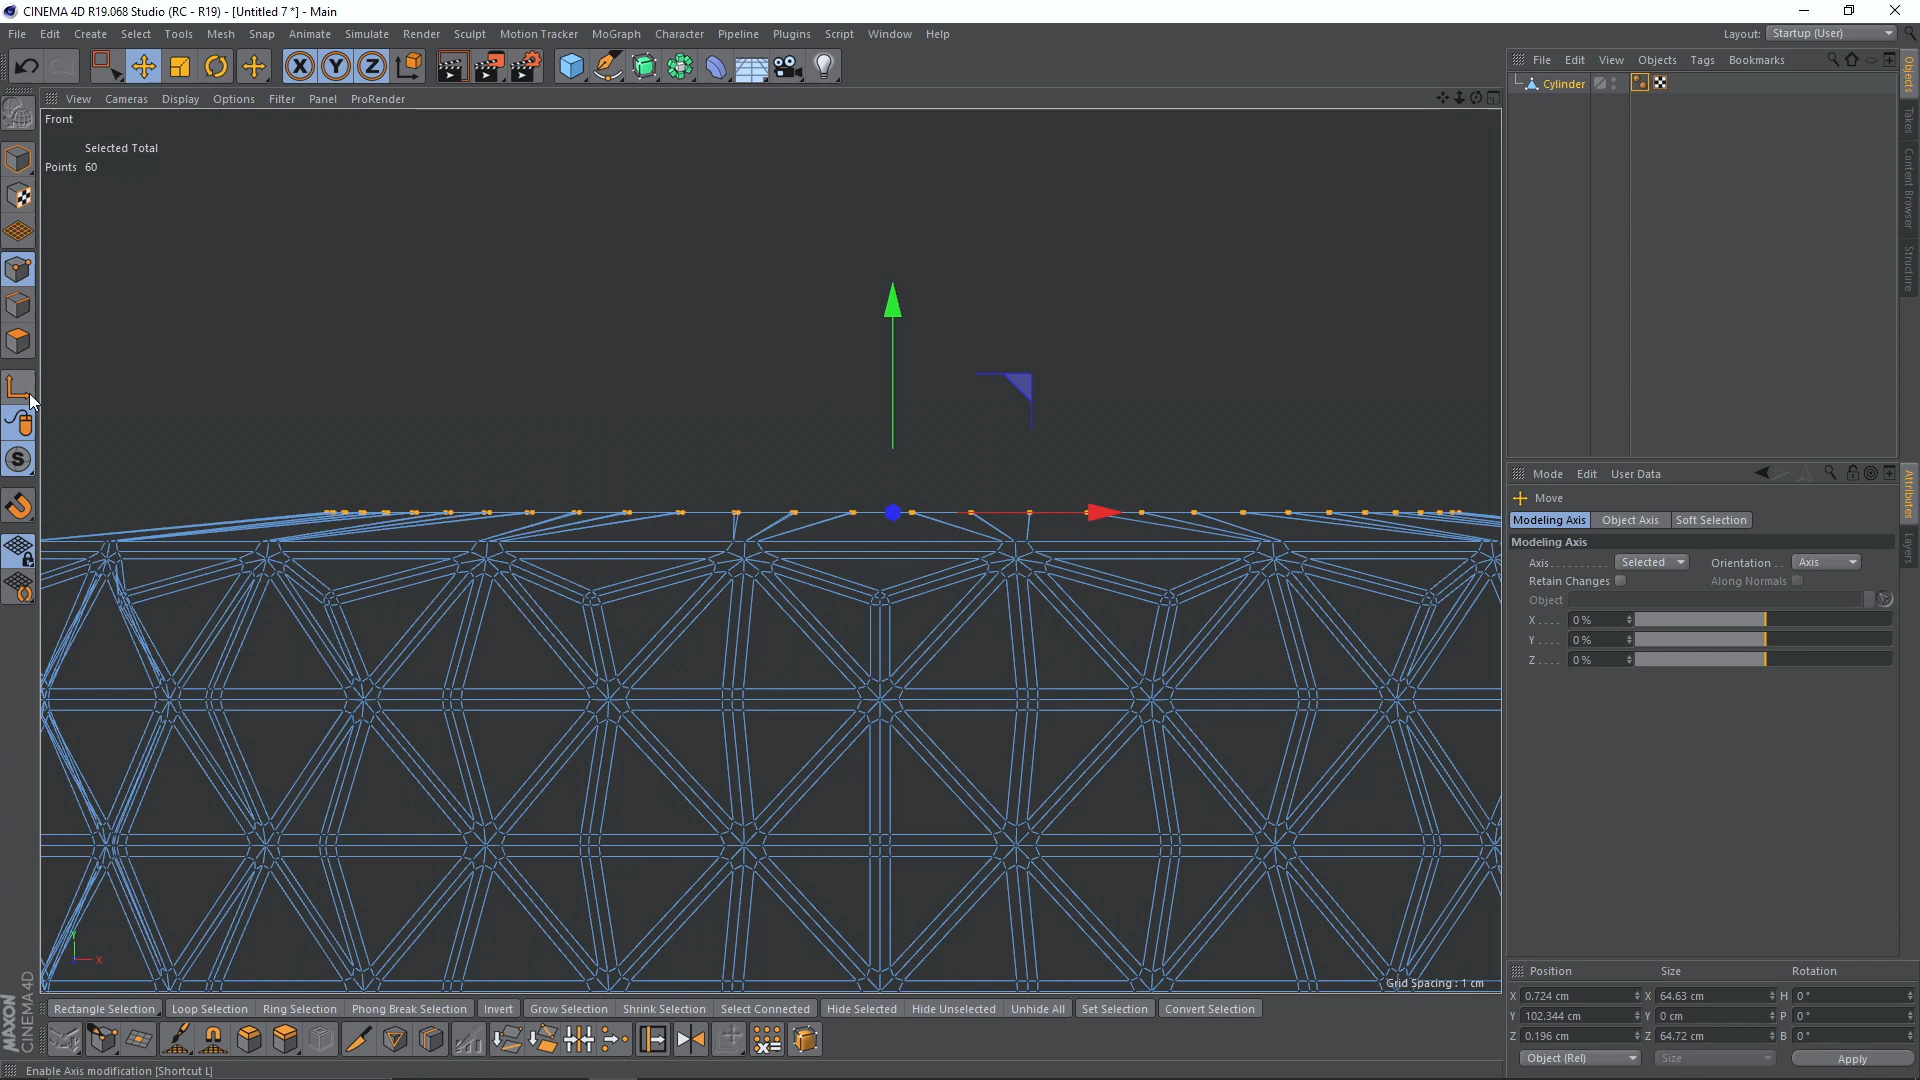 CINEMA 4D R19.068 Studio (RC - R19) - [Untitled 7 *] - Main
File Edit Create Select Tools Mesh Snap Animate Simulate Render Sculpt Motion Tracker MoGraph Character Pipeline Plugins Script Window Help
Layout: Startup (User)
X Y Z
View Cameras Display Options Filter Panel ProRender
Front
Selected Total
Points 60
File Edit View Objects Tags Bookmarks
Cylinder
Objects
Takes
Content Browser
Structure
Mode Edit User Data
Move
Modeling Axis Object Axis Soft Selection
Modeling Axis
Axis. . . . . . . . . . Selected Orientation . . Axis
Retain Changes Along Normals
Object
X . . . . 0 %
Y . . . . 0 %
Z . . . . 0 %
Attributes
Layers
S
Y
X
Grid Spacing : 1 cm
MAXON
CINEMA 4D
Rectangle Selection Loop Selection Ring Selection Phong Break Selection Invert Grow Selection Shrink Selection Select Connected Hide Selected Hide Unselected Unhide All Set Selection Convert Selection
Position Size Rotation
X 0.724 cm X 64.63 cm H 0 °
Y 102.344 cm Y 0 cm P 0 °
Z 0.196 cm Z 64.72 cm B 0 °
Object (Rel) Size Apply
Enable Axis modification [Shortcut L]